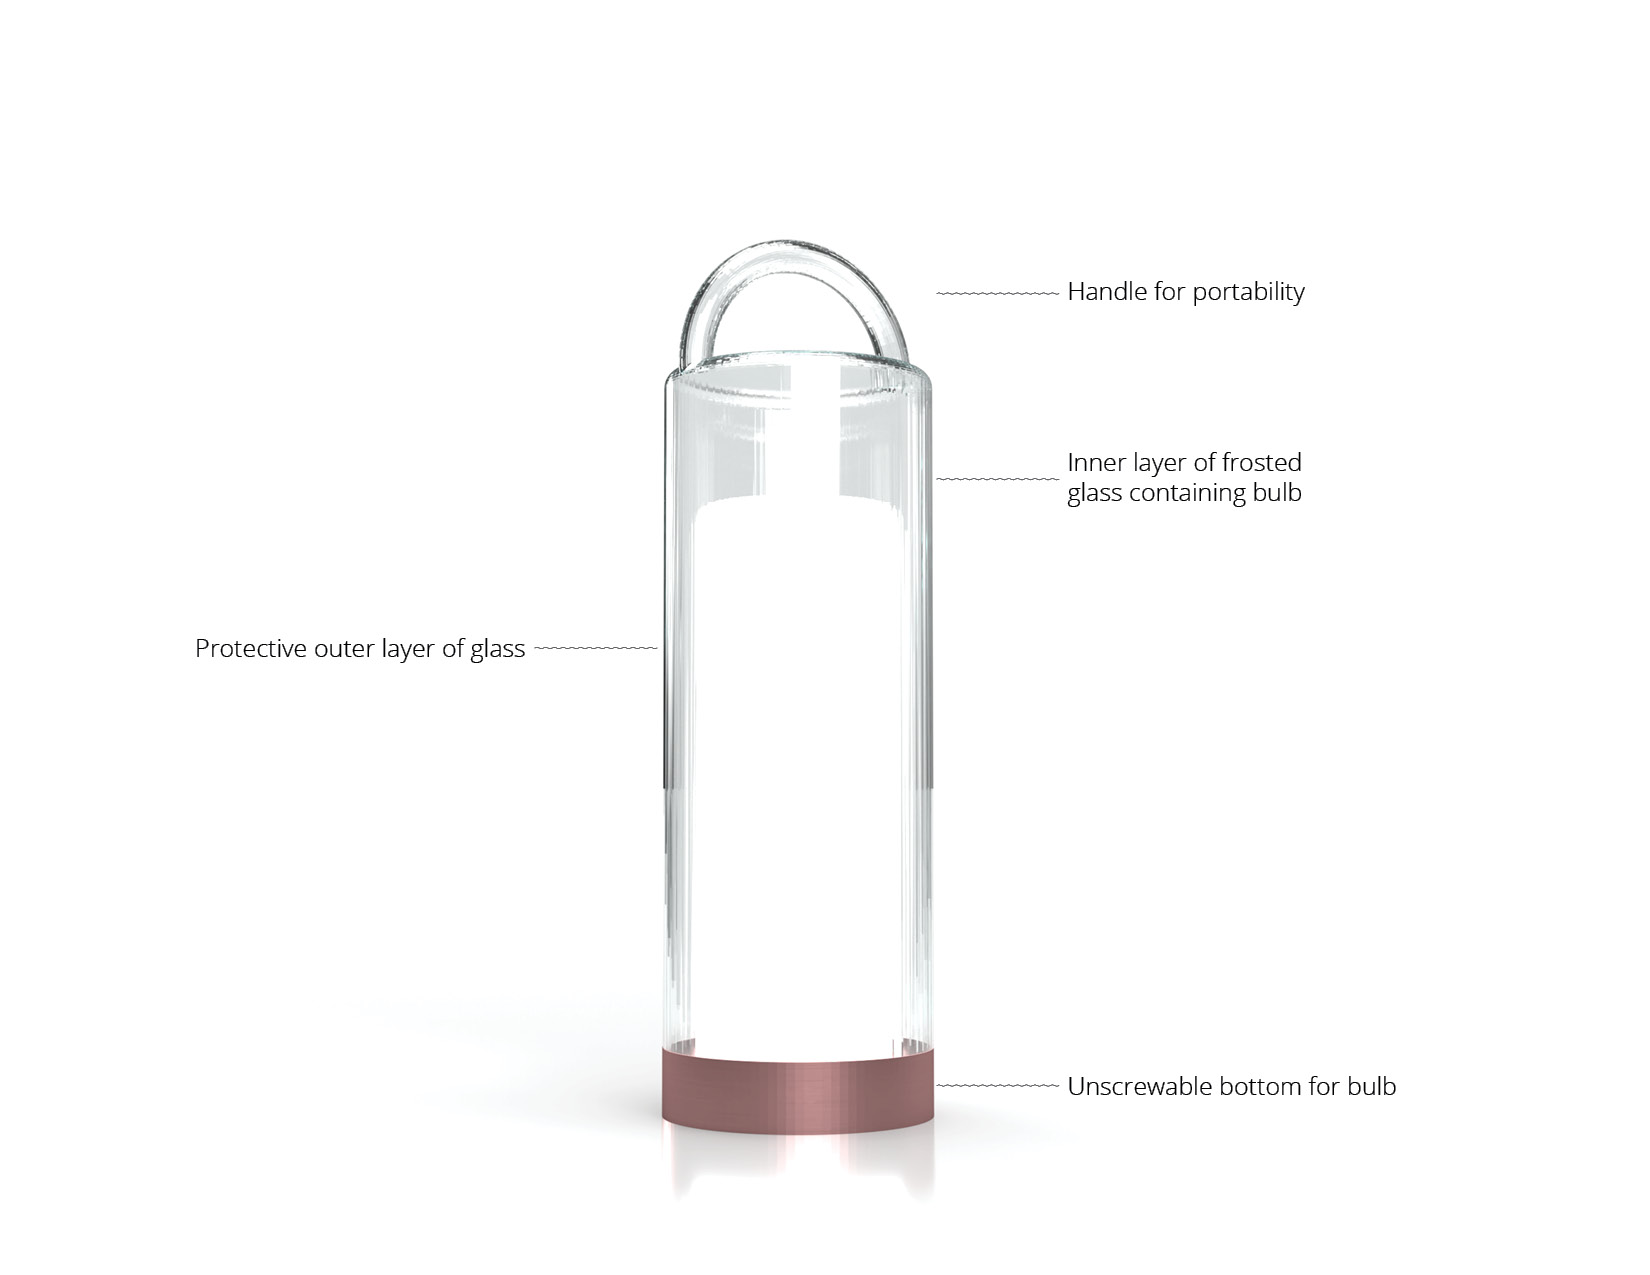 Handle for portability
Inner layer of frosted
glass containing bulb
Protective outer layer of glass
Unscrewable bottom for bulb